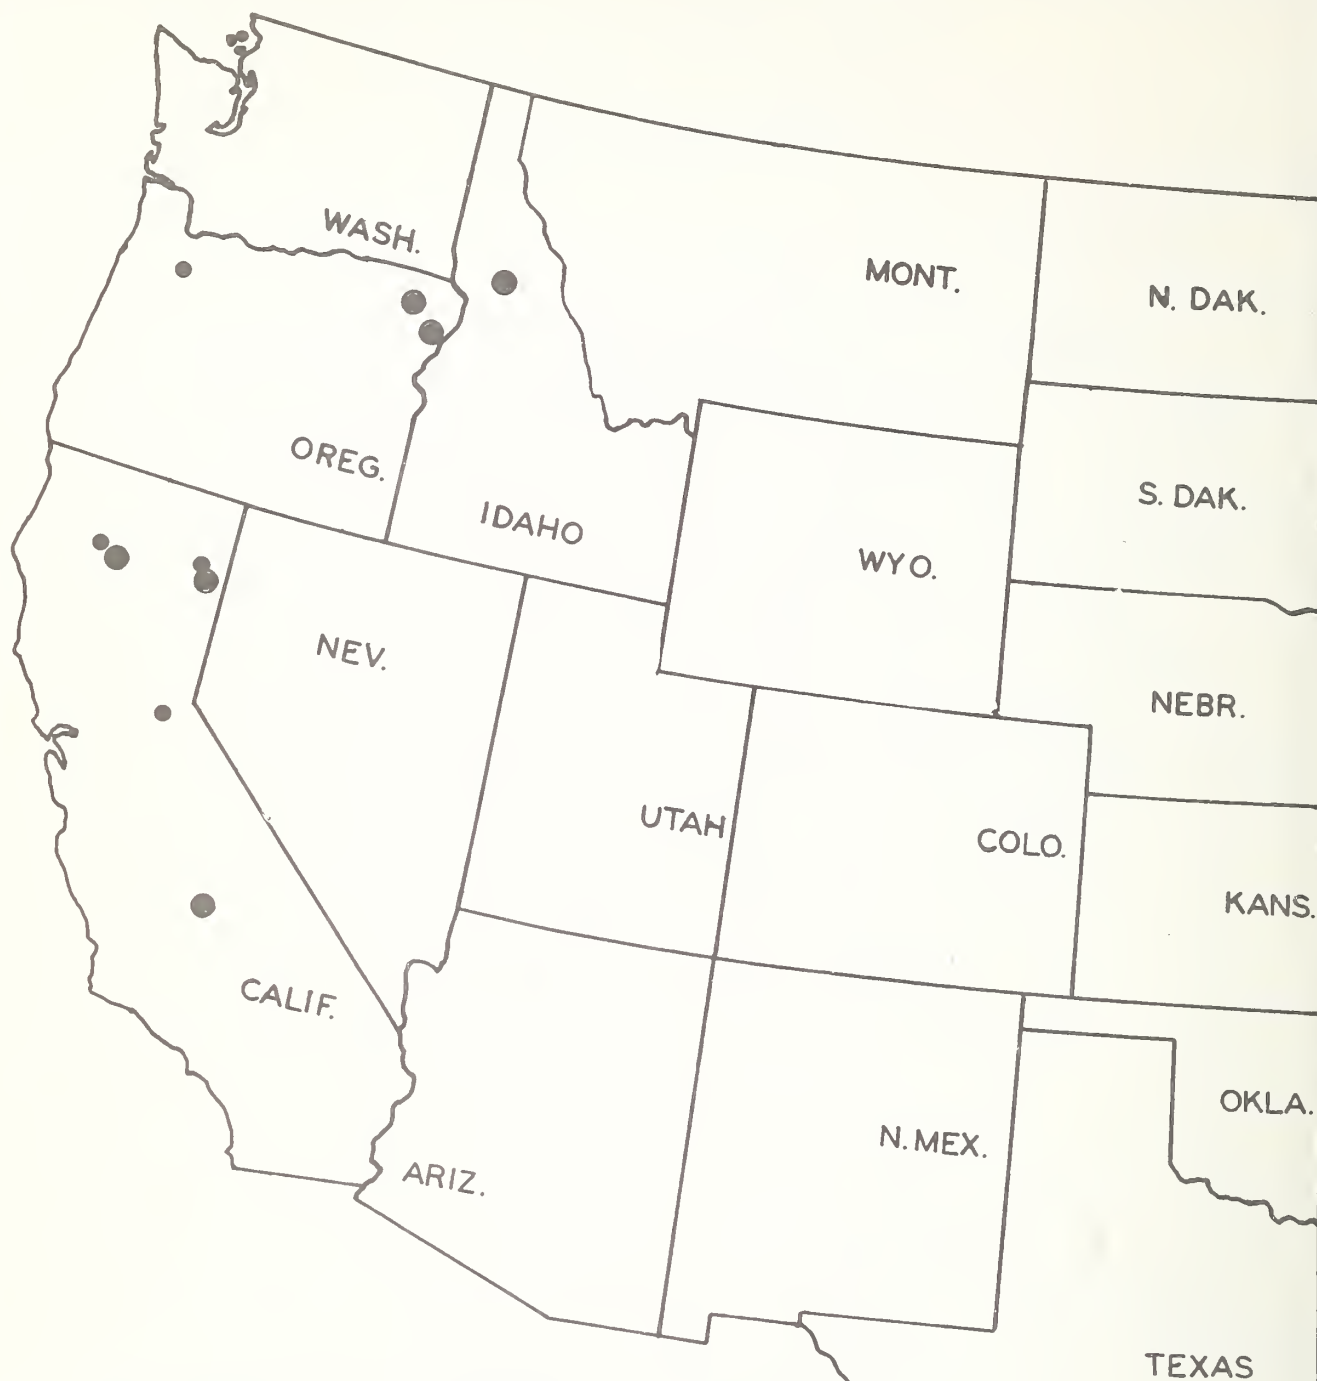 WASH.
MONT.
N. DAK.
OREG.
IDAHO
S. DAK.
WYO.
NEV.
NEBR.
UTAH
COLO.
KANS.
CALIF.
OKLA.
N. MEX.
ARIZ.
TEXAS